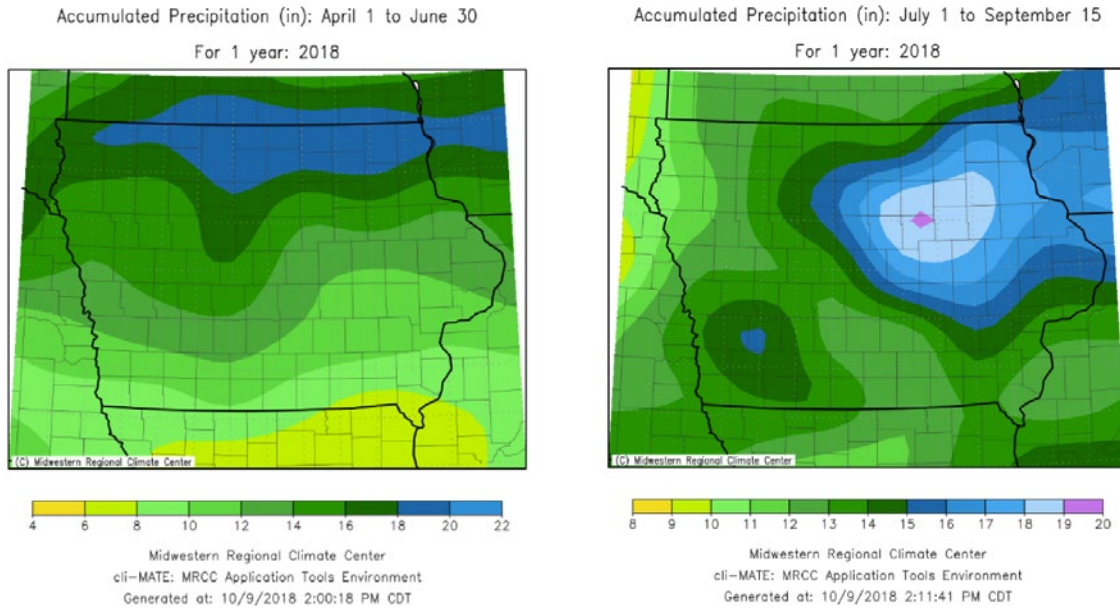 Accumulated Precipitation (in): April 1 to June 30
For 1 year: 2018
*(C) Midwestern Regional Climate Center
4 6 8 10 12 14 16 18 20 22
Midwestern Regional Climate Center
cli-MATE: MRCC Application Tools Environment
Generated at: 10/9/2018 2:00:18 PM CDT
Accumulated Precipitation (in): July 1 to September 15
For 1 year: 2018
*(C) Midwestern Regional Climate Center
8 9 10 11 12 13 14 15 16 17 18 19 20
Midwestern Regional Climate Center
cli-MATE: MRCC Application Tools Environment
Generated at: 10/9/2018 2:11:41 PM CDT